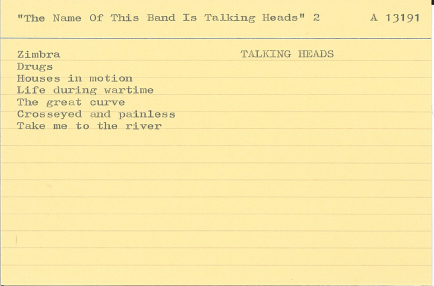 "The Name Of This Band Is Talking Heads" 2 A 13191
Zimbra TALKING HEADS
Drugs
Houses in motion
Life during wartime
The great curve
Crosseyed and painless
Take me to the river